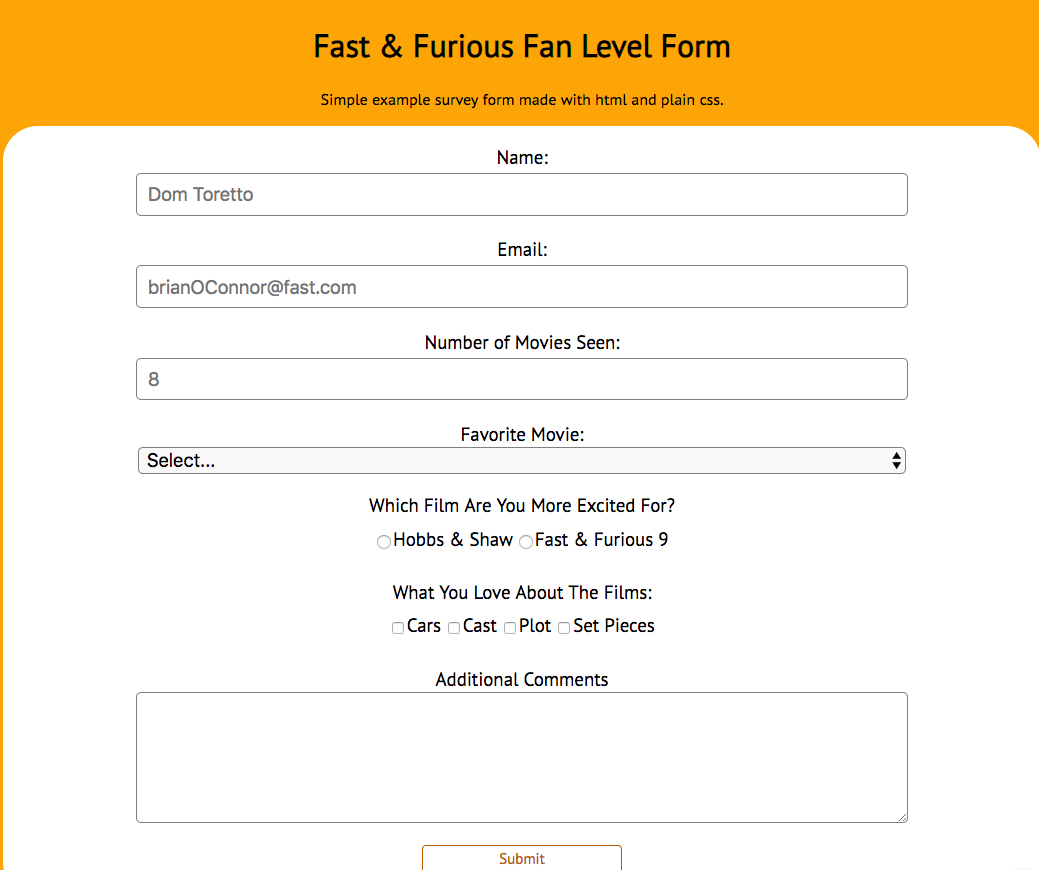 Fast & Furious Fan Level Form
Simple example survey form made with html and plain css.
Name:
Dom Toretto
Email:
brianOConnor@fast.com
Number of Movies Seen:
8
Favorite Movie:
Select...
Which Film Are You More Excited For?
Hobbs & Shaw Fast & Furious 9
What You Love About The Films:
Cars Cast Plot Set Pieces
Additional Comments
Submit